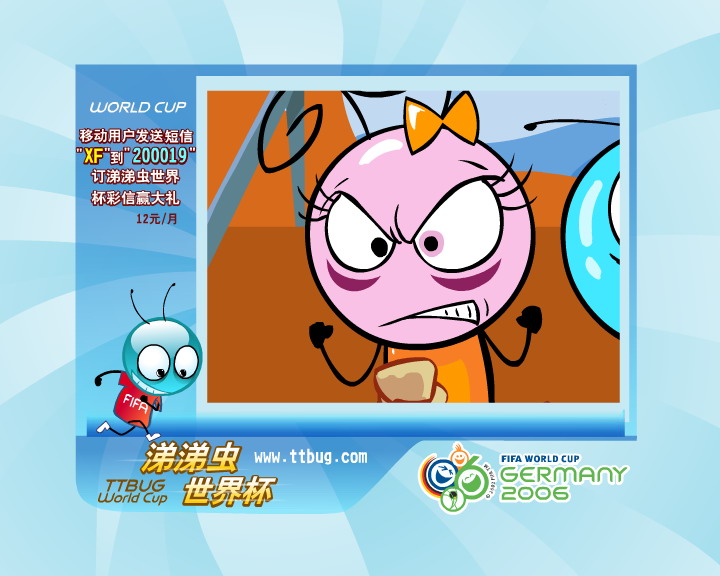 WORLD CUP
移动用户发送短信
"XF"到"200019"
订涕涕虫世界
杯彩信赢大礼
12元/月
FIFA
涕涕虫
www.ttbug.com
TTBUG
World Cup
世界杯
FIFA WORLD CUP
GERMANY
2006